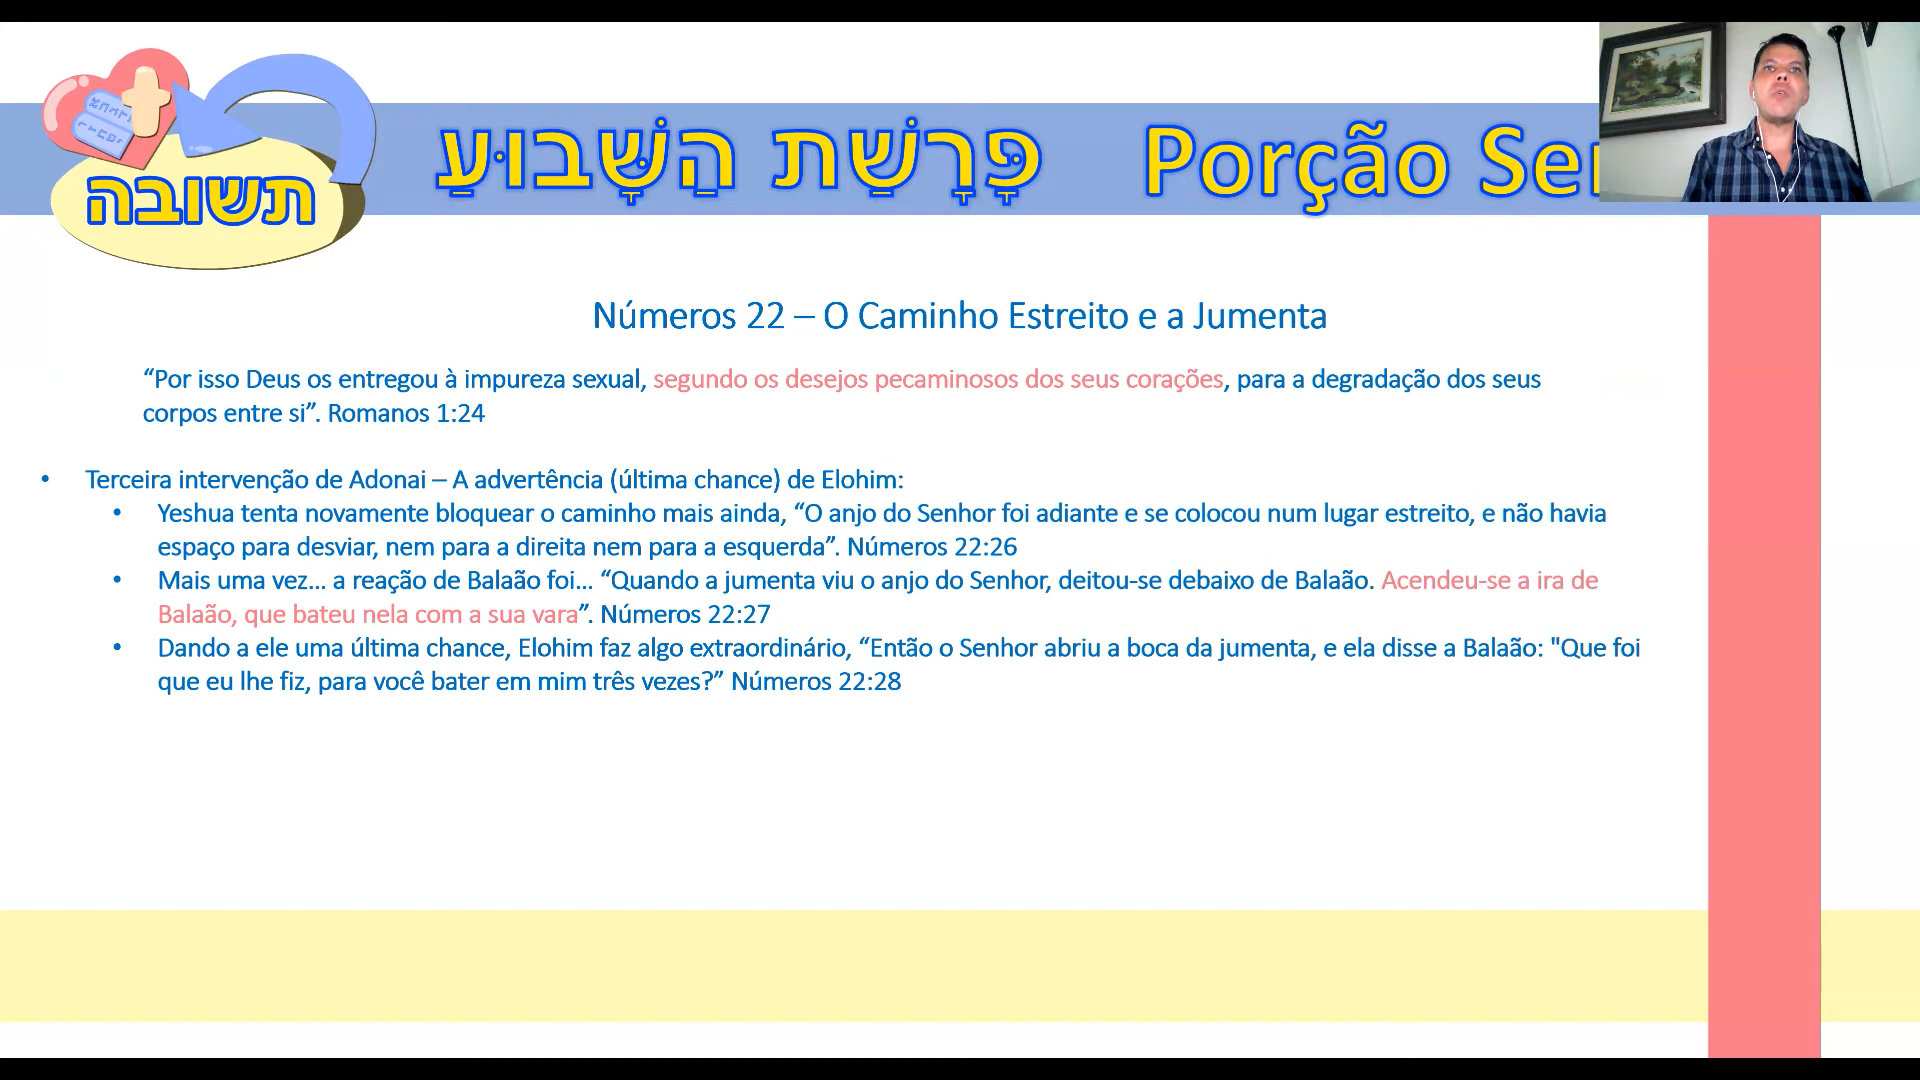 תשובה
פָּרָשַׁת הַשָּׁבוּעַ Porção Se
Números 22 – O Caminho Estreito e a Jumenta
“Por isso Deus os entregou à impureza sexual, segundo os desejos pecaminosos dos seus corações, para a degradação dos seus
corpos entre si”. Romanos 1:24
• Terceira intervenção de Adonai – A advertência (última chance) de Elohim:
• Yeshua tenta novamente bloquear o caminho mais ainda, “O anjo do Senhor foi adiante e se colocou num lugar estreito, e não havia
espaço para desviar, nem para a direita nem para a esquerda”. Números 22:26
• Mais uma vez... a reação de Balaão foi... “Quando a jumenta viu o anjo do Senhor, deitou-se debaixo de Balaão. Acendeu-se a ira de
Balaão, que bateu nela com a sua vara”. Números 22:27
• Dando a ele uma última chance, Elohim faz algo extraordinário, “Então o Senhor abriu a boca da jumenta, e ela disse a Balaão: "Que foi
que eu lhe fiz, para você bater em mim três vezes?” Números 22:28